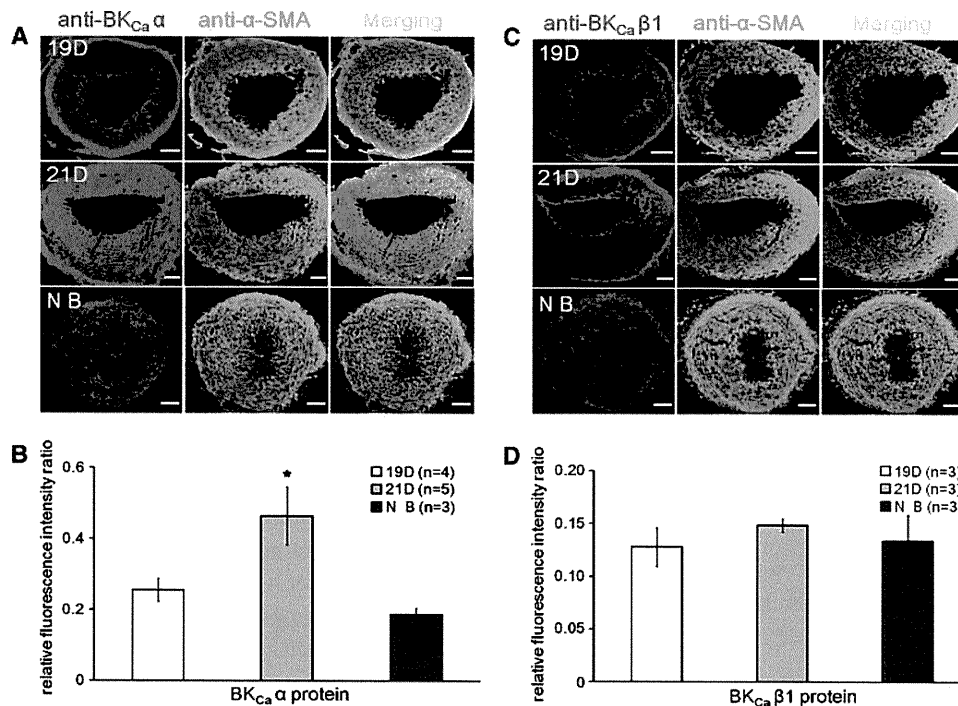 A
anti-BKCa α anti-α-SMA Merging
19D
21D
N B
C
anti-BKCa β1 anti-α-SMA Merging
19D
21D
N B
B
relative fluorescence intensity ratio
0.6
0.4
0.2
0
*
19D (n=4)
21D (n=5)
N B (n=3)
BKCa α protein
D
relative fluorescence intensity ratio
0.20
0.15
0.10
0.05
0.00
19D (n=3)
21D (n=3)
N B (n=3
BKCa β1 protein